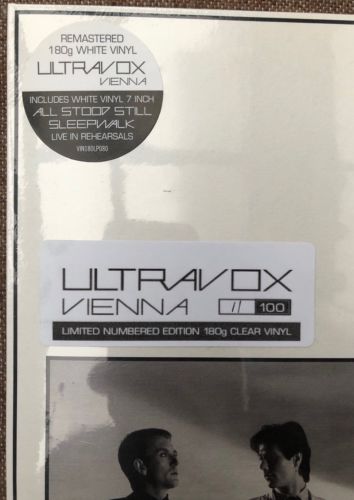 REMASTERED
180g WHITE VINYL
ULTRAVOX
VIENNA
INCLUDES WHITE VINYL 7 INCH
ALL STOOD STILL
SLEEPWALK
LIVE IN REHEARSALS
VIN180LP080
ULTRAVOX
VIENNA // 100
LIMITED NUMBERED EDITION 180g CLEAR VINYL